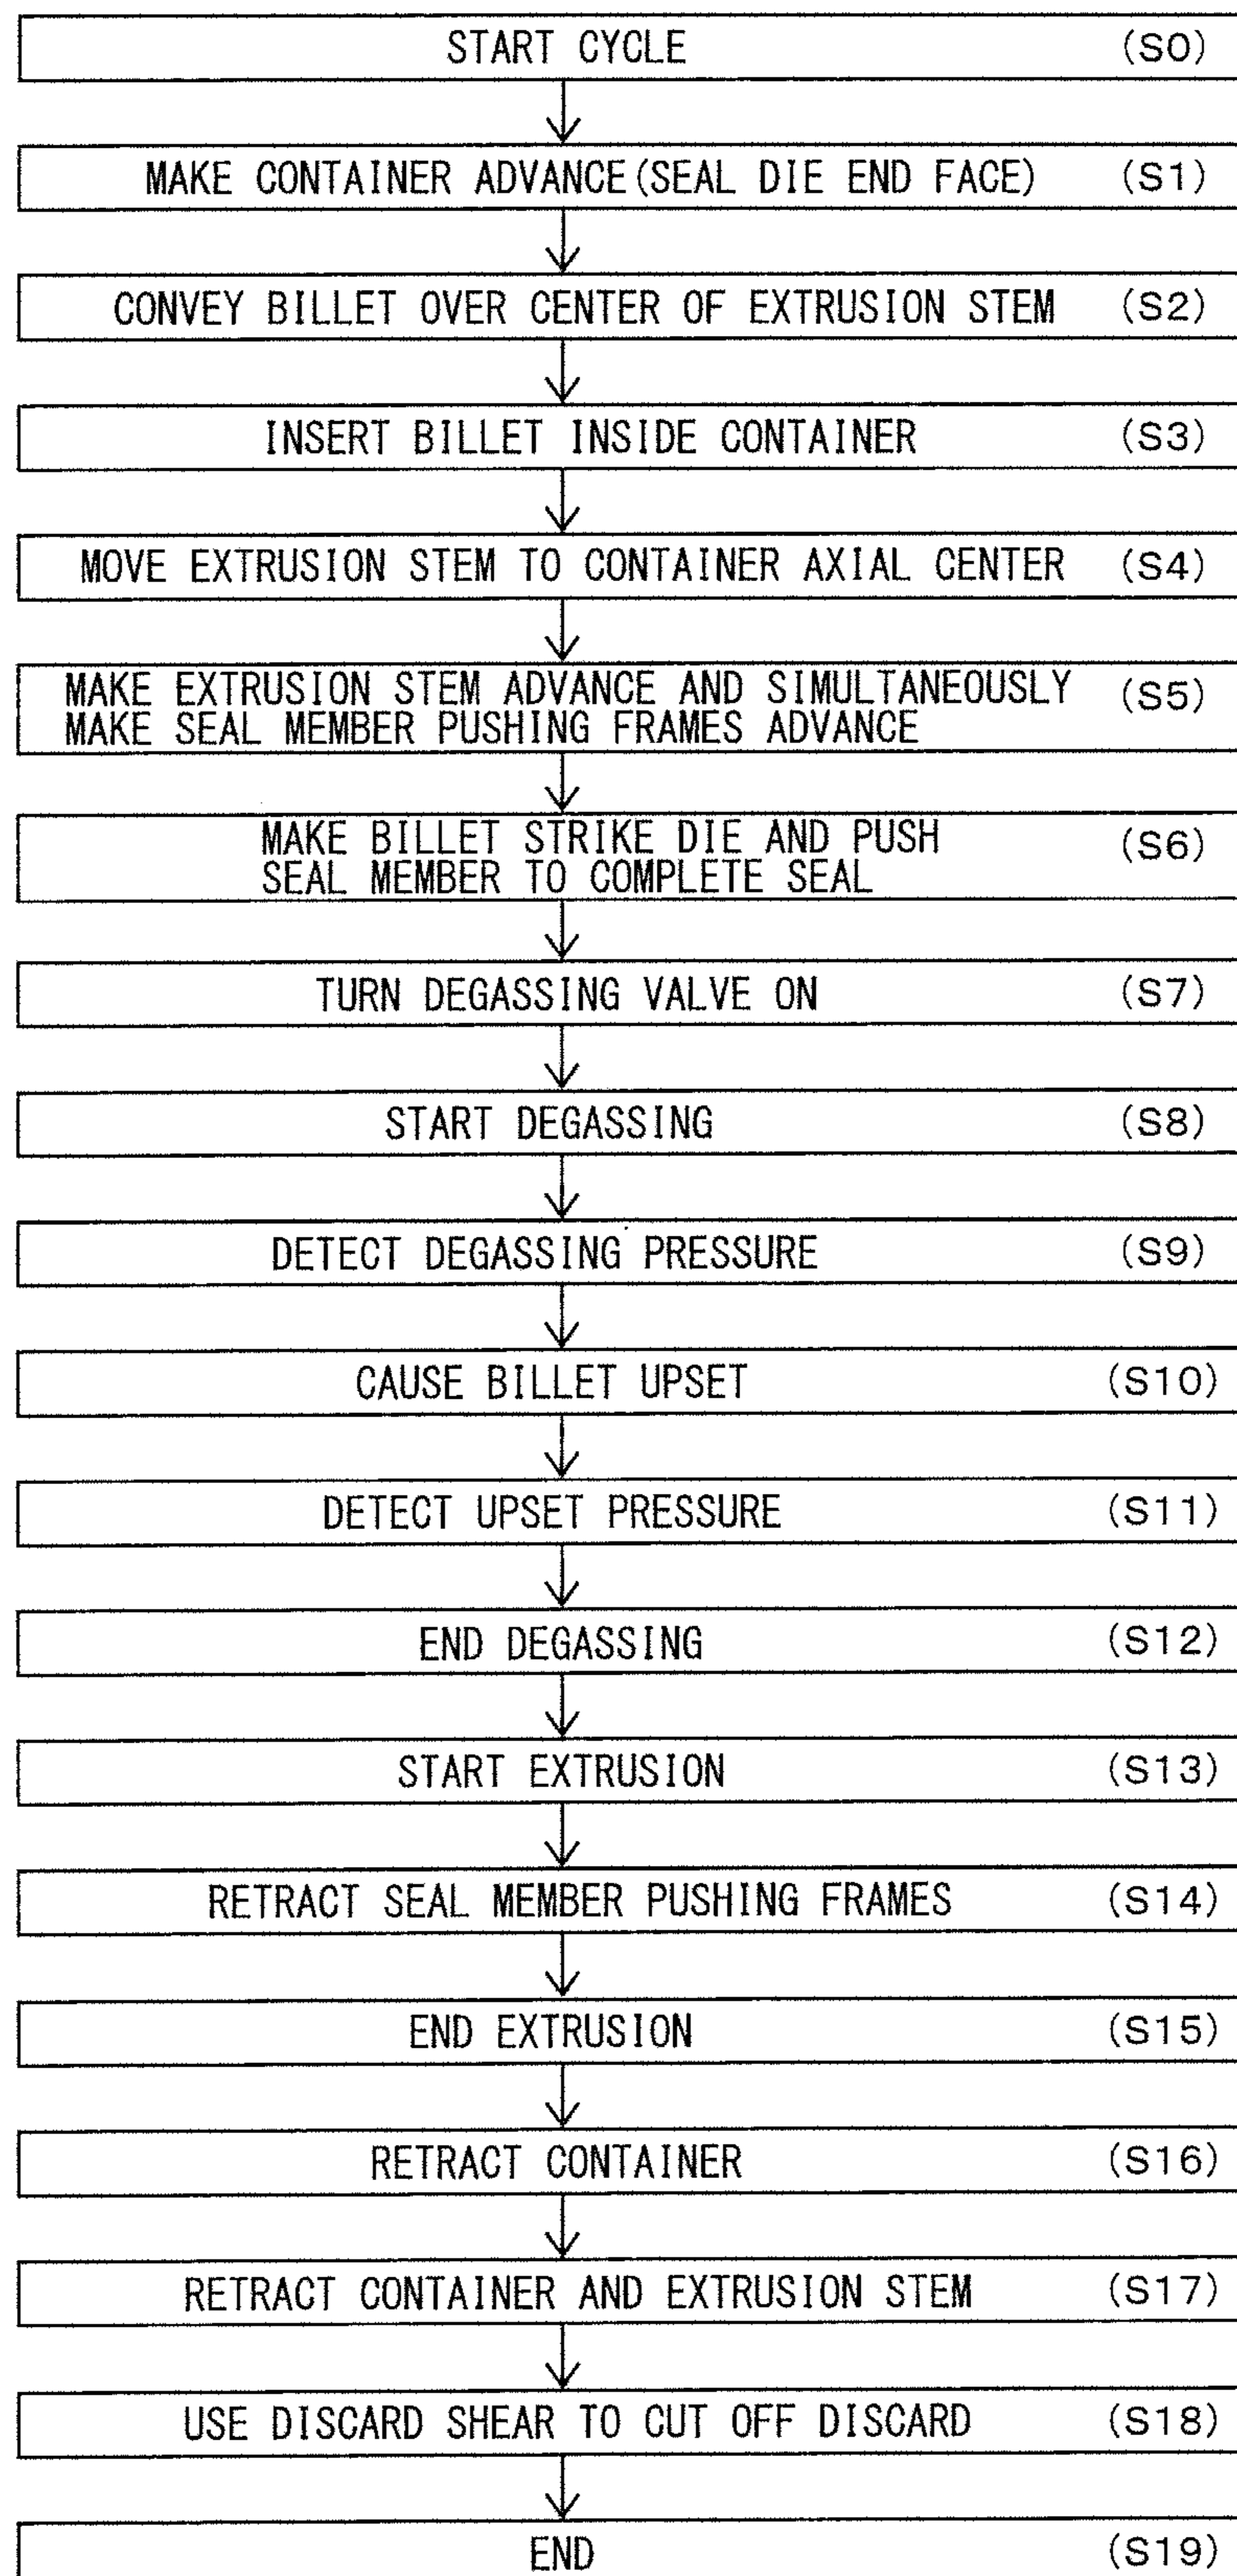 START CYCLE (S0)
MAKE CONTAINER ADVANCE(SEAL DIE END FACE) (S1)
CONVEY BILLET OVER CENTER OF EXTRUSION STEM (S2)
INSERT BILLET INSIDE CONTAINER (S3)
MOVE EXTRUSION STEM TO CONTAINER AXIAL CENTER (S4)
MAKE EXTRUSION STEM ADVANCE AND SIMULTANEOUSLY (S5)
MAKE SEAL MEMBER PUSHING FRAMES ADVANCE
MAKE BILLET STRIKE DIE AND PUSH (S6)
SEAL MEMBER TO COMPLETE SEAL
TURN DEGASSING VALVE ON (S7)
START DEGASSING (S8)
DETECT DEGASSING PRESSURE (S9)
CAUSE BILLET UPSET (S10)
DETECT UPSET PRESSURE (S11)
END DEGASSING (S12)
START EXTRUSION (S13)
RETRACT SEAL MEMBER PUSHING FRAMES (S14)
END EXTRUSION (S15)
RETRACT CONTAINER (S16)
RETRACT CONTAINER AND EXTRUSION STEM (S17)
USE DISCARD SHEAR TO CUT OFF DISCARD (S18)
END (S19)